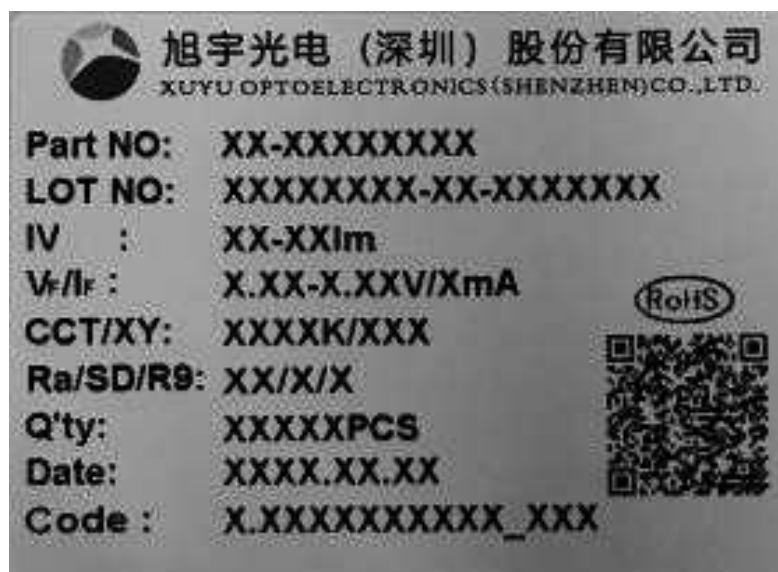 旭宇光电（深圳）股份有限公司
XUYU OPTOELECTRONICS(SHENZHEN)CO.,LTD.
Part NO: XX-XXXXXXXX
LOT NO: XXXXXXXX-XX-XXXXXXX
IV : XX-XXlm
VF/IF : X.XX-X.XXV/XmA
CCT/XY: XXXXK/XXX
Ra/SD/R9: XX/X/X
RoHS
Q'ty: XXXXXPCS
Date: XXXX.XX.XX
Code : X.XXXXXXXXXX_XXX